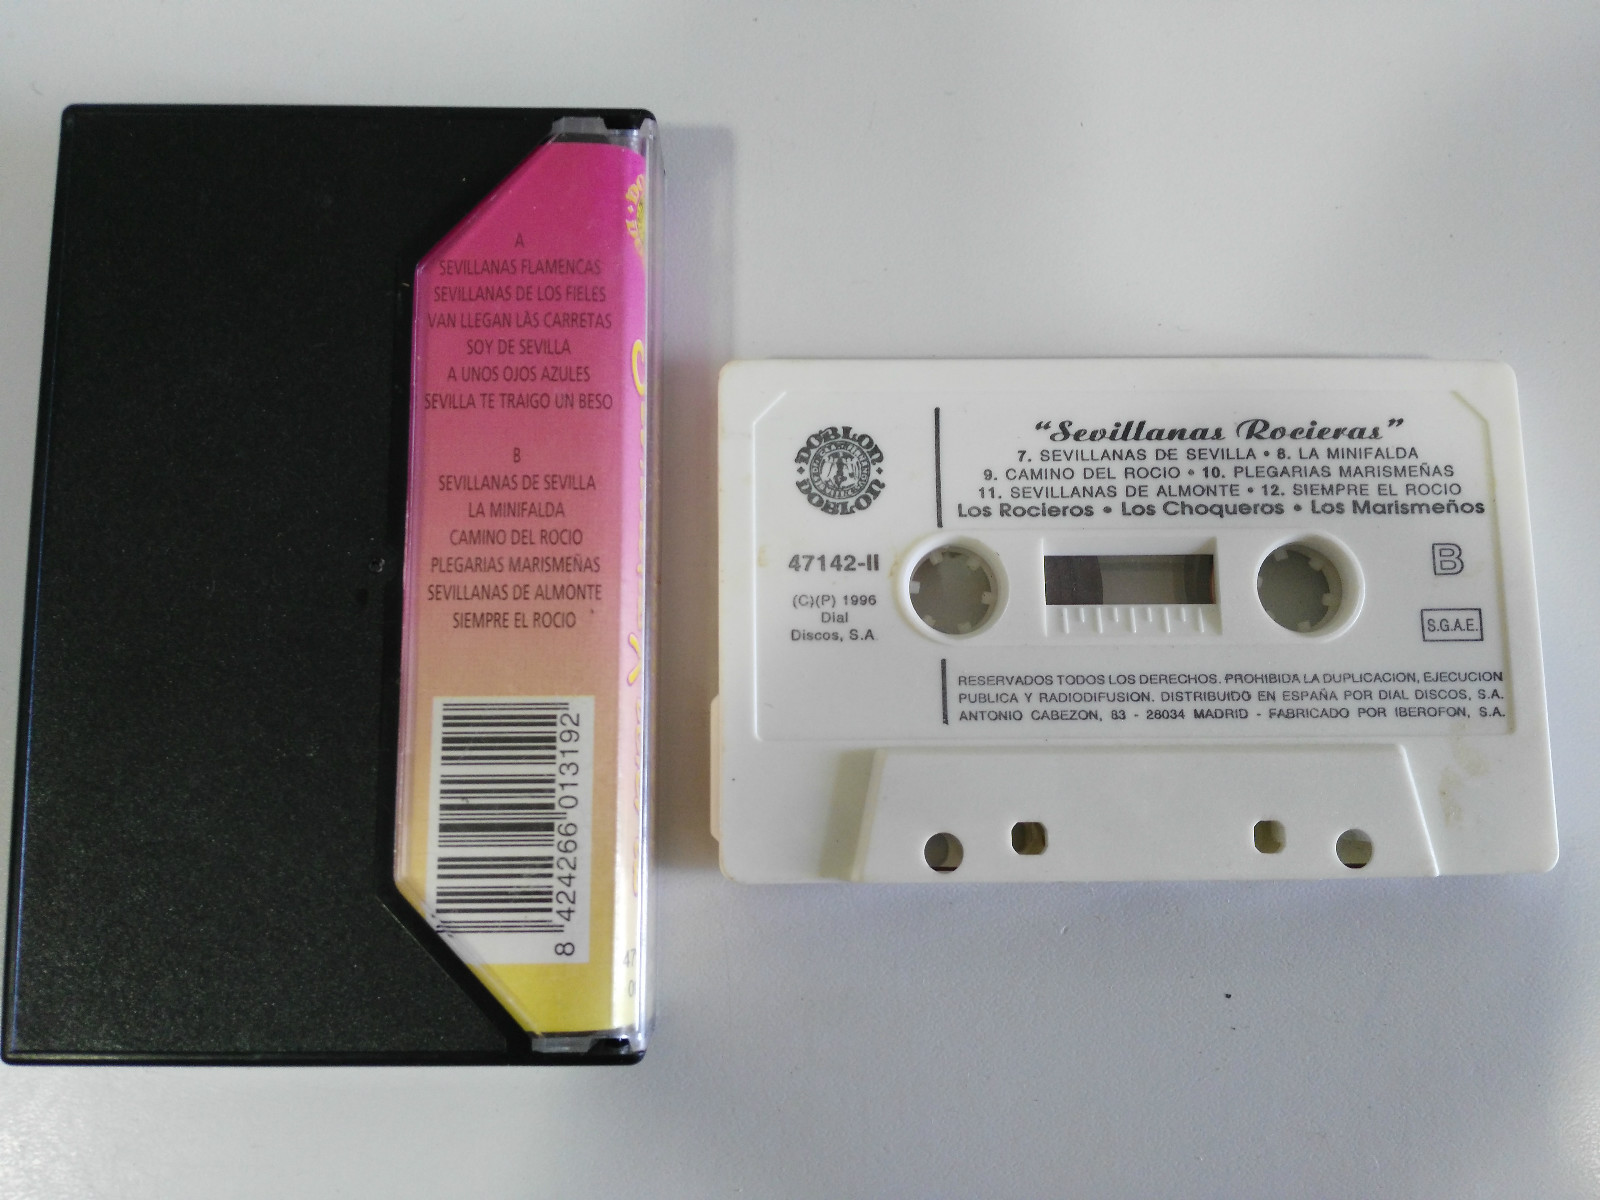 A
SEVILLANAS FLAMENCAS
SEVILLANAS DE LOS FIELES
VAN LLEGAN LÀS CARRETAS
SOY DE SEVILLA
A UNOS OJOS AZULES
SEVILLA TE TRAIGO UN BESO
B
SEVILLANAS DE SEVILLA
LA MINIFALDA
CAMINO DEL ROCIO
PLEGARIAS MARISMEÑAS
SEVILLANAS DE ALMONTE
SIEMPRE EL ROCIO
8 424266 013192
DOBLON
DOBLON
"Sevillanas Rocieras"
7. SEVILLANAS DE SEVILLA • 8. LA MINIFALDA
9. CAMINO DEL ROCIO • 10. PLEGARIAS MARISMEÑAS
11. SEVILLANAS DE ALMONTE • 12. SIEMPRE EL ROCIO
Los Rocieros • Los Choqueros • Los Marismeños
47142-II
(C)(P) 1996
Dial
Discos, S.A.
B
S.G.A.E.
RESERVADOS TODOS LOS DERECHOS. PROHIBIDA LA DUPLICACION, EJECUCION
PUBLICA Y RADIODIFUSION. DISTRIBUIDO EN ESPAÑA POR DIAL DISCOS, S.A.
ANTONIO CABEZON, 83 - 28034 MADRID - FABRICADO POR IBEROFON, S.A.